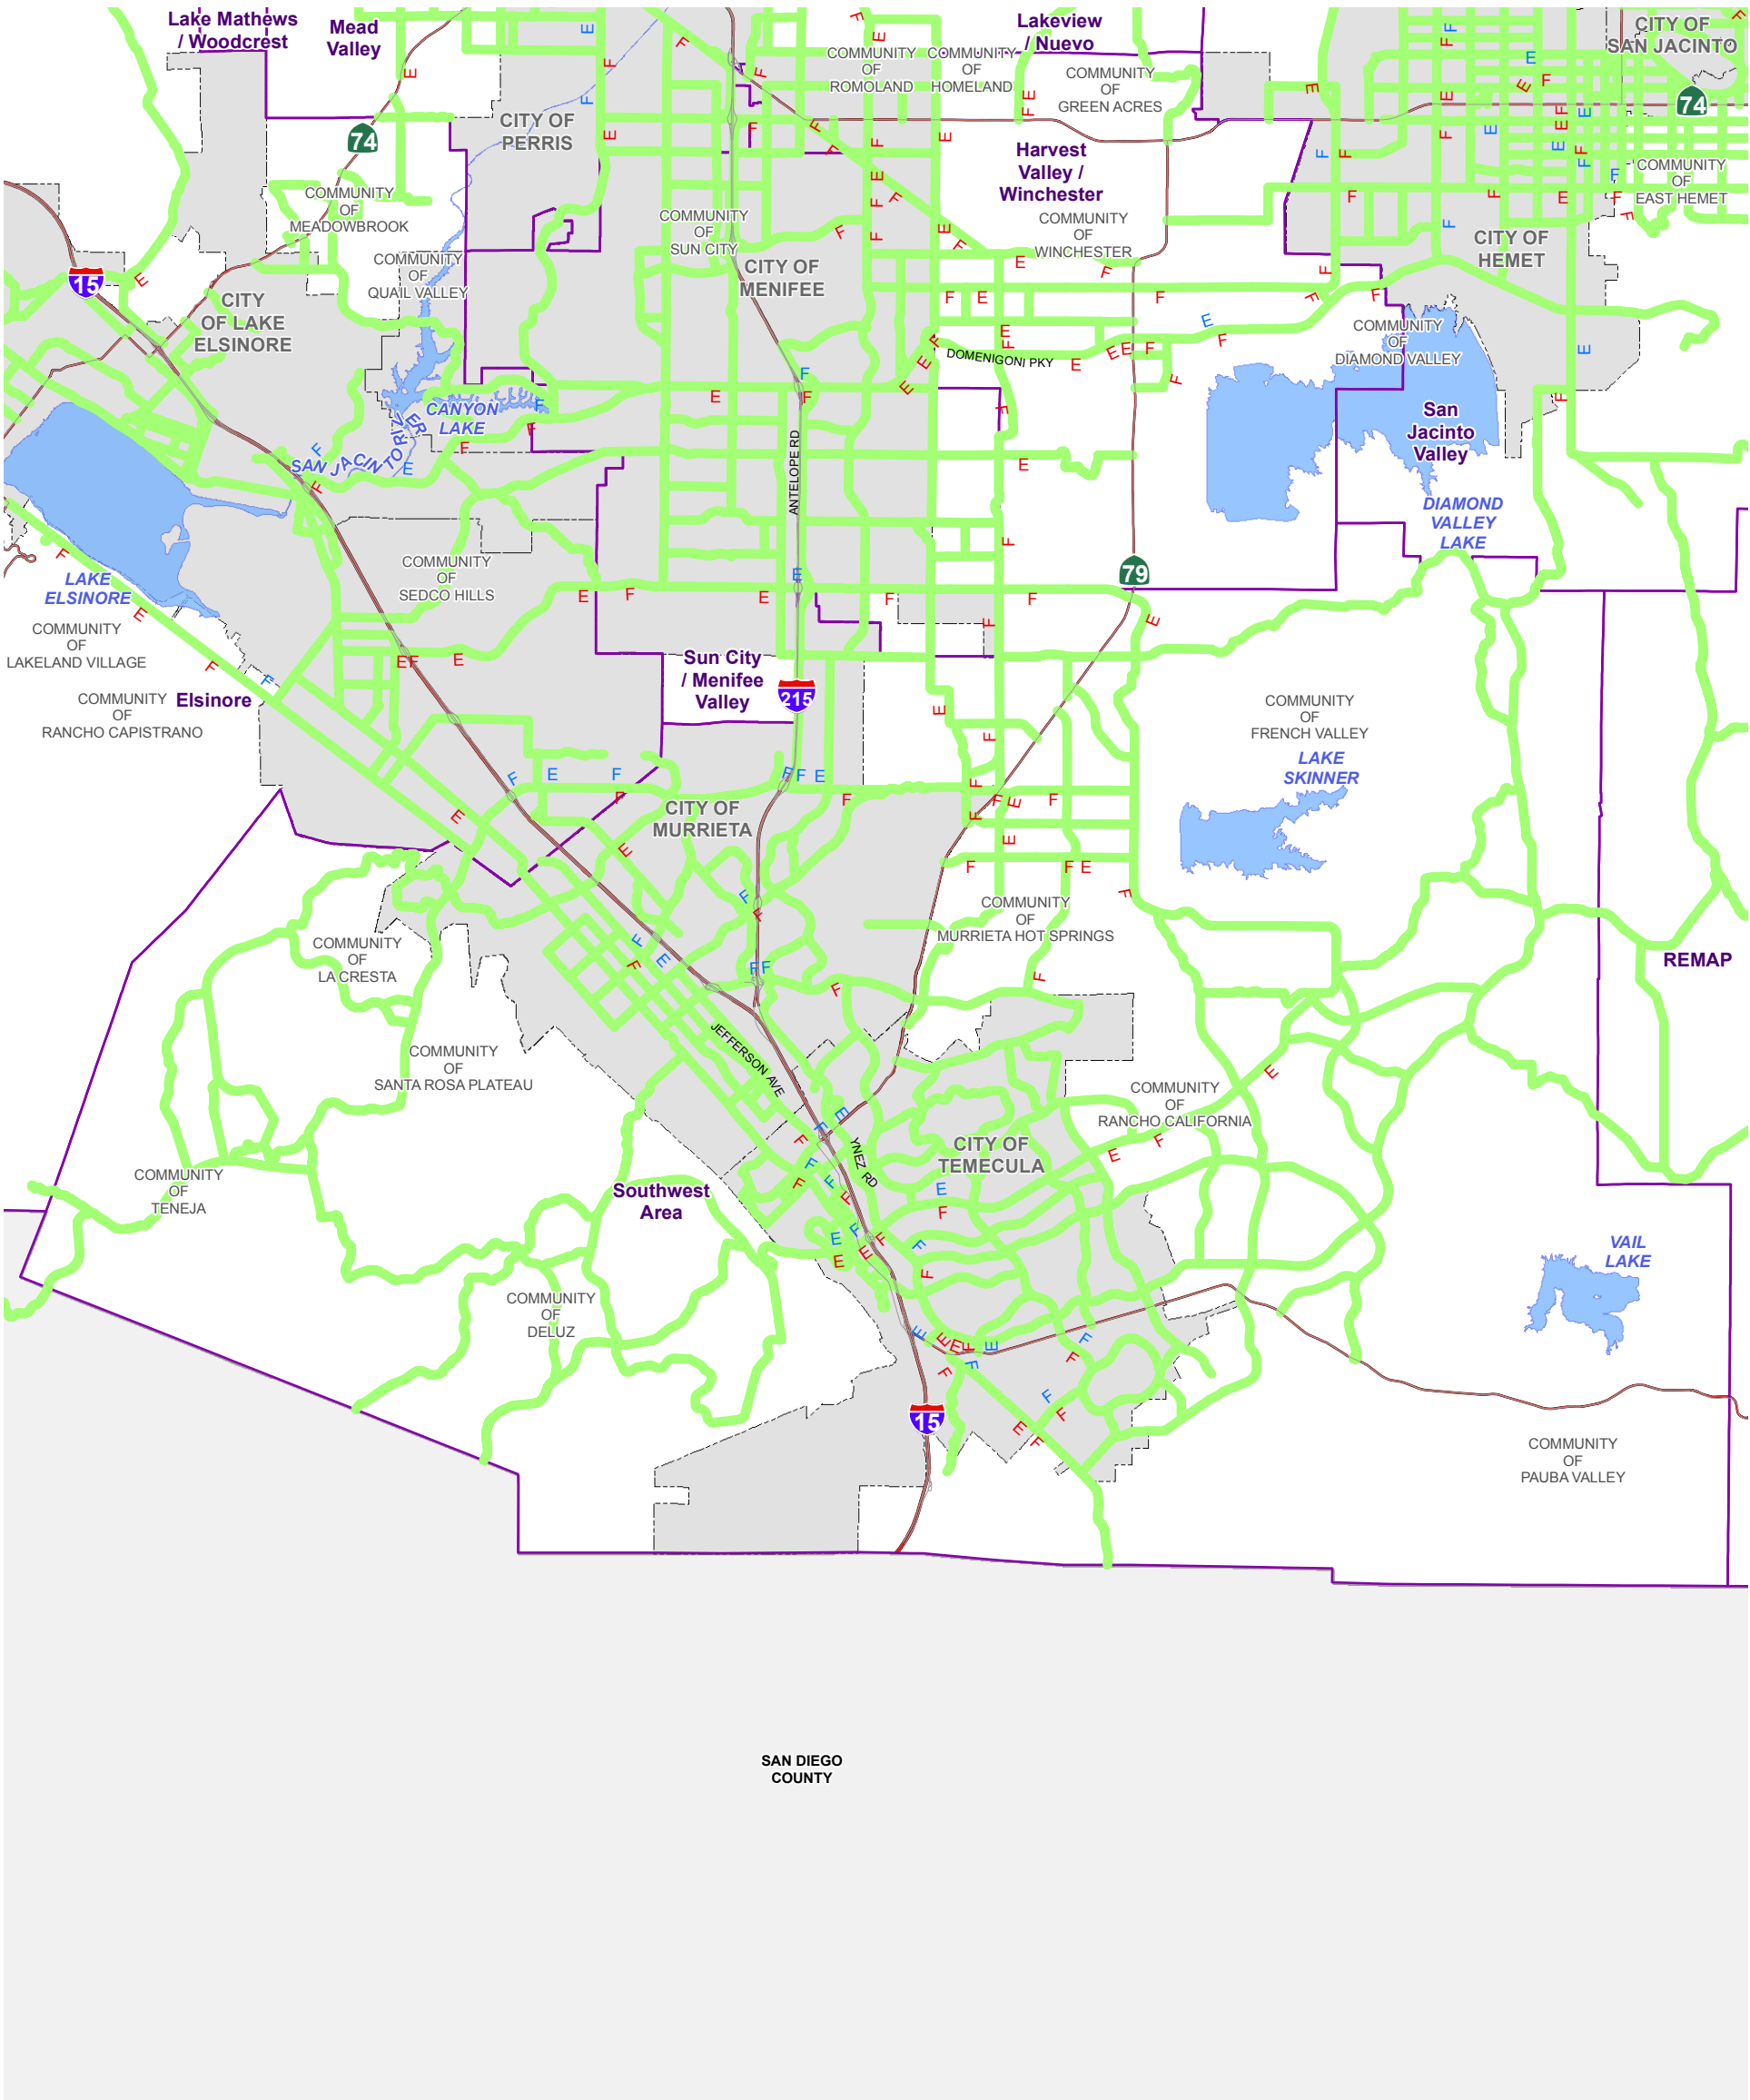 Lake Mathews
/ Woodcrest
Mead
Valley
Lakeview
/ Nuevo
CITY OF
SAN JACINTO
COMMUNITY
OF
ROMOLAND
COMMUNITY
OF
HOMELAND
COMMUNITY
OF
GREEN ACRES
74
74
CITY OF
PERRIS
Harvest
Valley /
Winchester
COMMUNITY
OF
EAST HEMET
COMMUNITY
OF
MEADOWBROOK
COMMUNITY
OF
SUN CITY
COMMUNITY
OF
WINCHESTER
CITY OF
HEMET
COMMUNITY
OF
QUAIL VALLEY
CITY OF
MENIFEE
15
CITY
OF LAKE
ELSINORE
COMMUNITY
OF
DIAMOND VALLEY
DOMENIGONI PKY
CANYON
LAKE
SAN JACINTO RIVER
ANTELOPE RD
San
Jacinto
Valley
DIAMOND
VALLEY
LAKE
LAKE
ELSINORE
COMMUNITY
OF
SEDCO HILLS
79
COMMUNITY
OF
LAKELAND VILLAGE
Sun City
/ Menifee
Valley
215
COMMUNITY
OF
RANCHO CAPISTRANO
Elsinore
COMMUNITY
OF
FRENCH VALLEY
LAKE
SKINNER
CITY OF
MURRIETA
COMMUNITY
OF
MURRIETA HOT SPRINGS
COMMUNITY
OF
LA CRESTA
REMAP
JEFFERSON AVE
COMMUNITY
OF
SANTA ROSA PLATEAU
COMMUNITY
OF
RANCHO CALIFORNIA
YNEZ RD
CITY OF
TEMECULA
COMMUNITY
OF
TENEJA
Southwest
Area
VAIL
LAKE
COMMUNITY
OF
DELUZ
15
COMMUNITY
OF
PAUBA VALLEY
SAN DIEGO
COUNTY